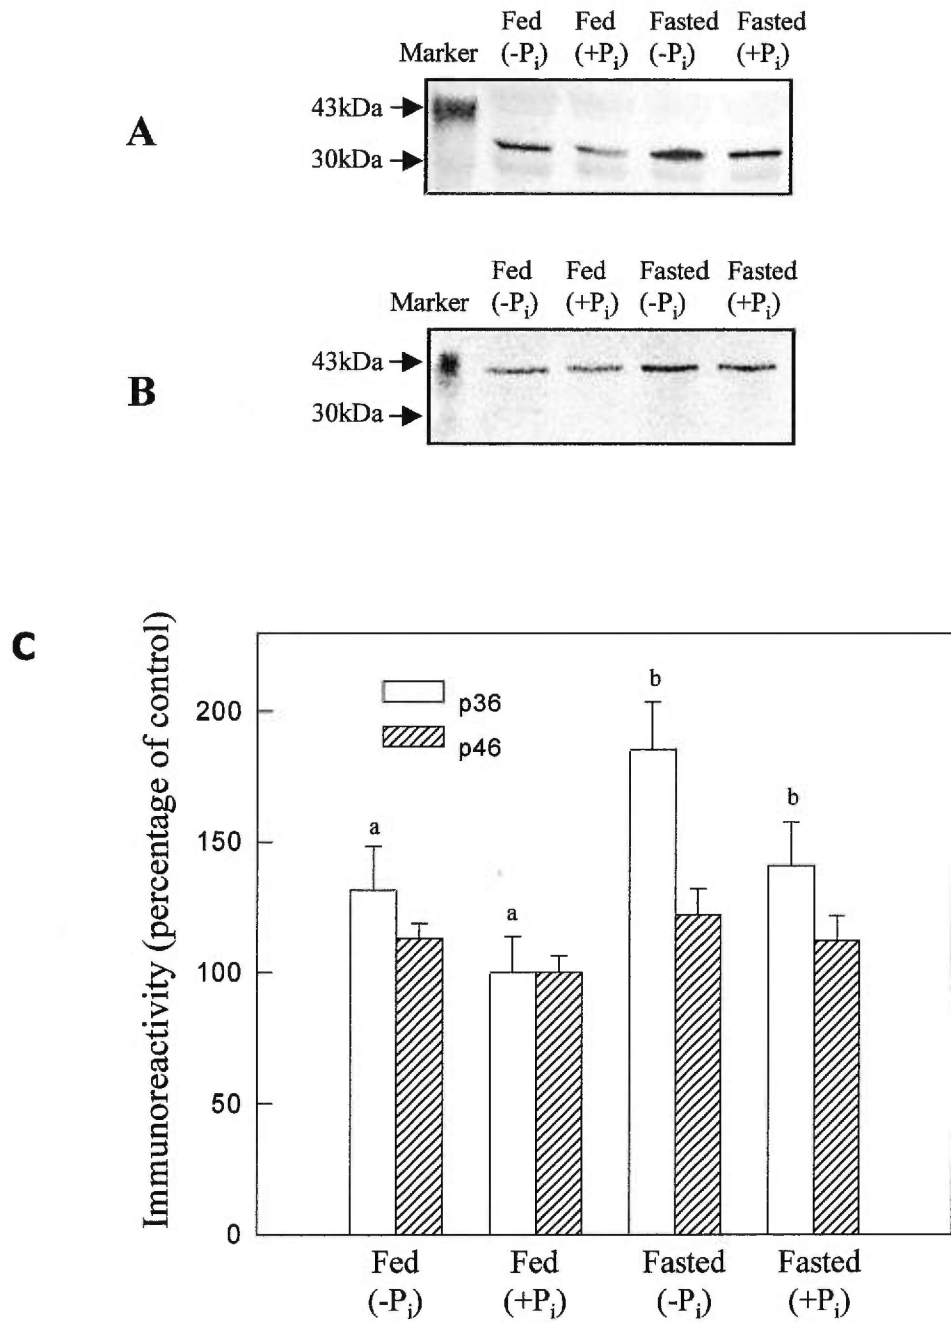 Fed Fed Fasted Fasted
Marker (-Pi) (+Pi) (-Pi) (+Pi)
A
43kDa
30kDa
Fed Fed Fasted Fasted
Marker (-Pi) (+Pi) (-Pi) (+Pi)
B
43kDa
30kDa
C
Immunoreactivity (percentage of control)
p36
p46
200
150
100
50
0
a
a
b
b
Fed Fed Fasted Fasted
(-Pi) (+Pi) (-Pi) (+Pi)